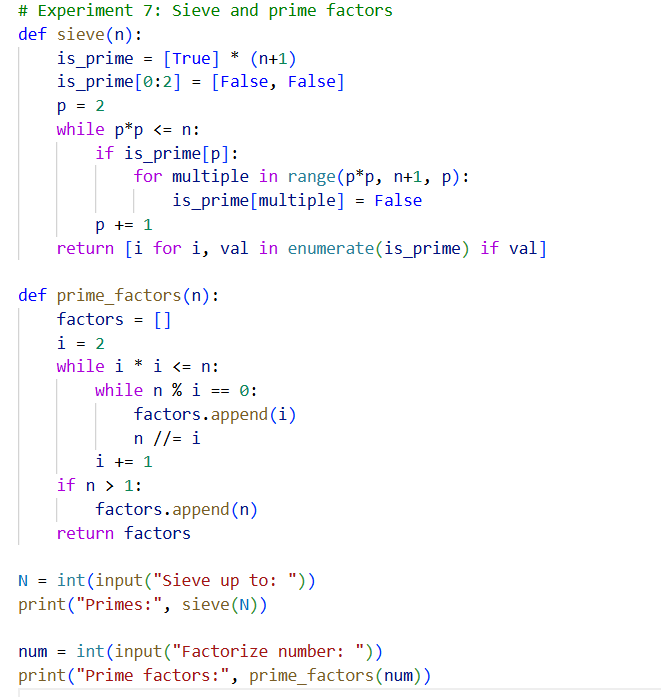 # Experiment 7: Sieve and prime factors
def sieve(n):
    is_prime = [True] * (n+1)
    is_prime[0:2] = [False, False]
    p = 2
    while p*p <= n:
        if is_prime[p]:
            for multiple in range(p*p, n+1, p):
                is_prime[multiple] = False
        p += 1
    return [i for i, val in enumerate(is_prime) if val]

def prime_factors(n):
    factors = []
    i = 2
    while i * i <= n:
        while n % i == 0:
            factors.append(i)
            n //= i
        i += 1
    if n > 1:
        factors.append(n)
    return factors

N = int(input("Sieve up to: "))
print("Primes:", sieve(N))

num = int(input("Factorize number: "))
print("Prime factors:", prime_factors(num))